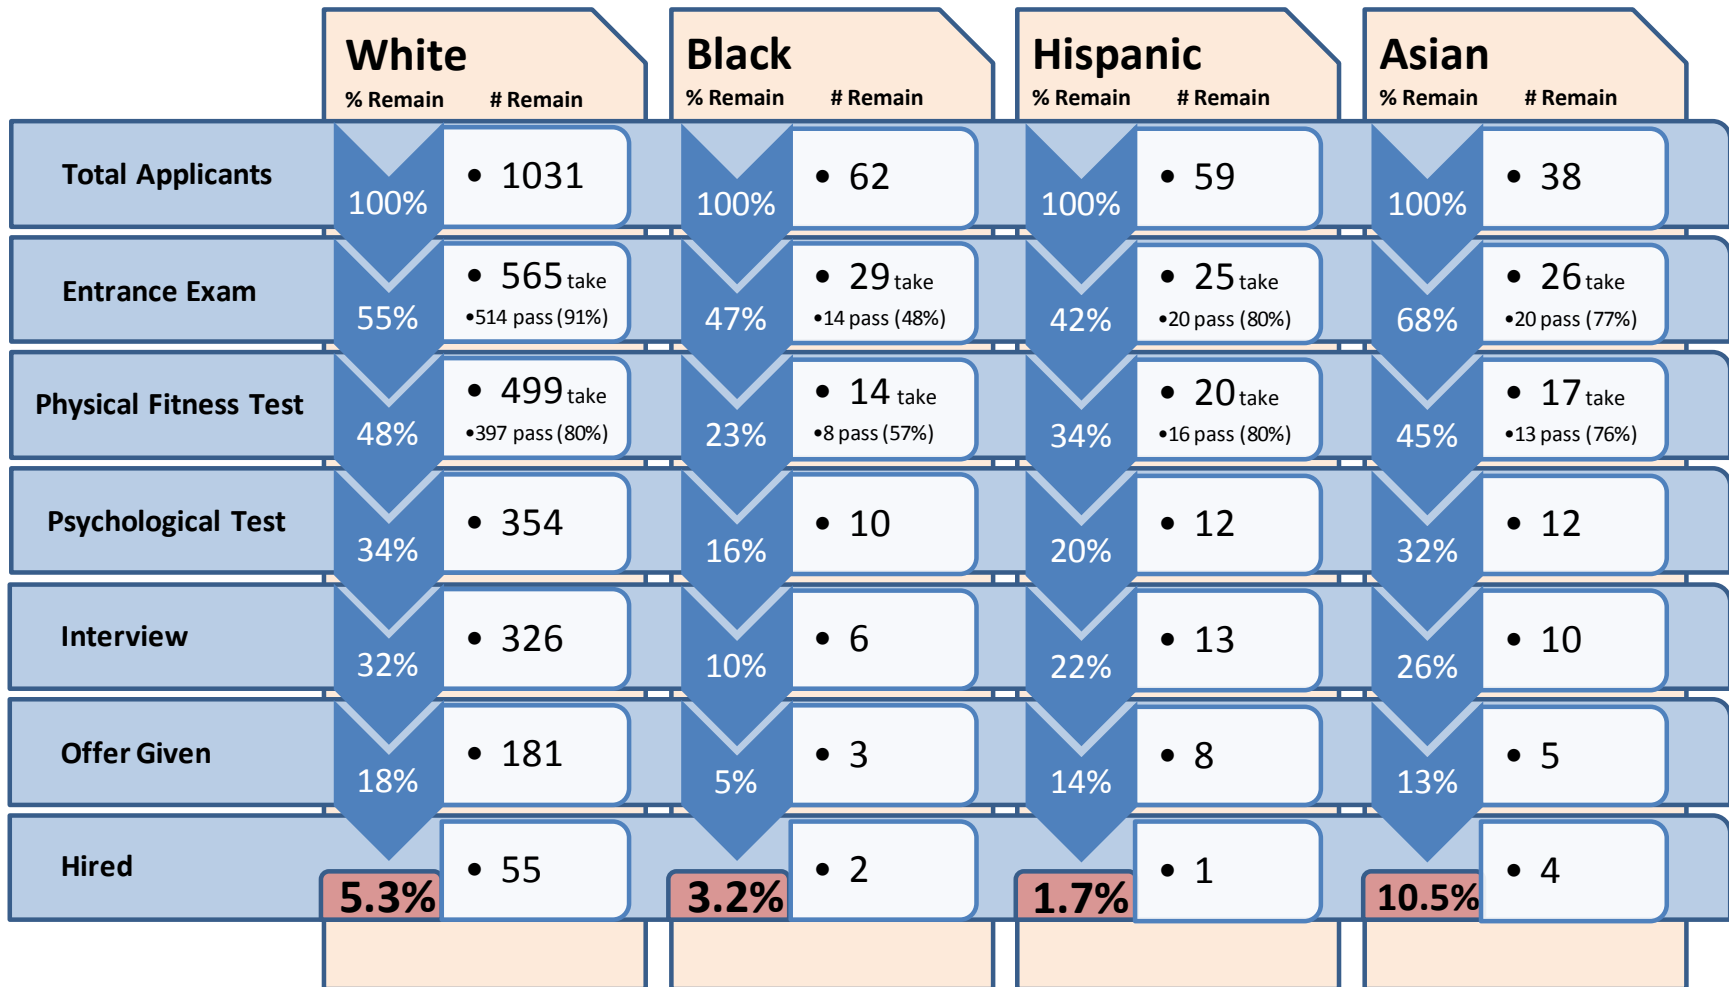 White Black Hispanic Asian
% Remain # Remain % Remain # Remain % Remain # Remain % Remain # Remain
Total Applicants 100% • 1031 100% • 62 100% • 59 100% • 38
Entrance Exam 55% • 565 take 47% • 29 take 42% • 25 take 68% • 26 take
•514 pass (91%) •14 pass (48%) •20 pass (80%) •20 pass (77%)
Physical Fitness Test 48% • 499 take 23% • 14 take 34% • 20 take 45% • 17 take
•397 pass (80%) •8 pass (57%) •16 pass (80%) •13 pass (76%)
Psychological Test 34% • 354 16% • 10 20% • 12 32% • 12
Interview 32% • 326 10% • 6 22% • 13 26% • 10
Offer Given 18% • 181 5% • 3 14% • 8 13% • 5
Hired 5.3% • 55 3.2% • 2 1.7% • 1 10.5% • 4